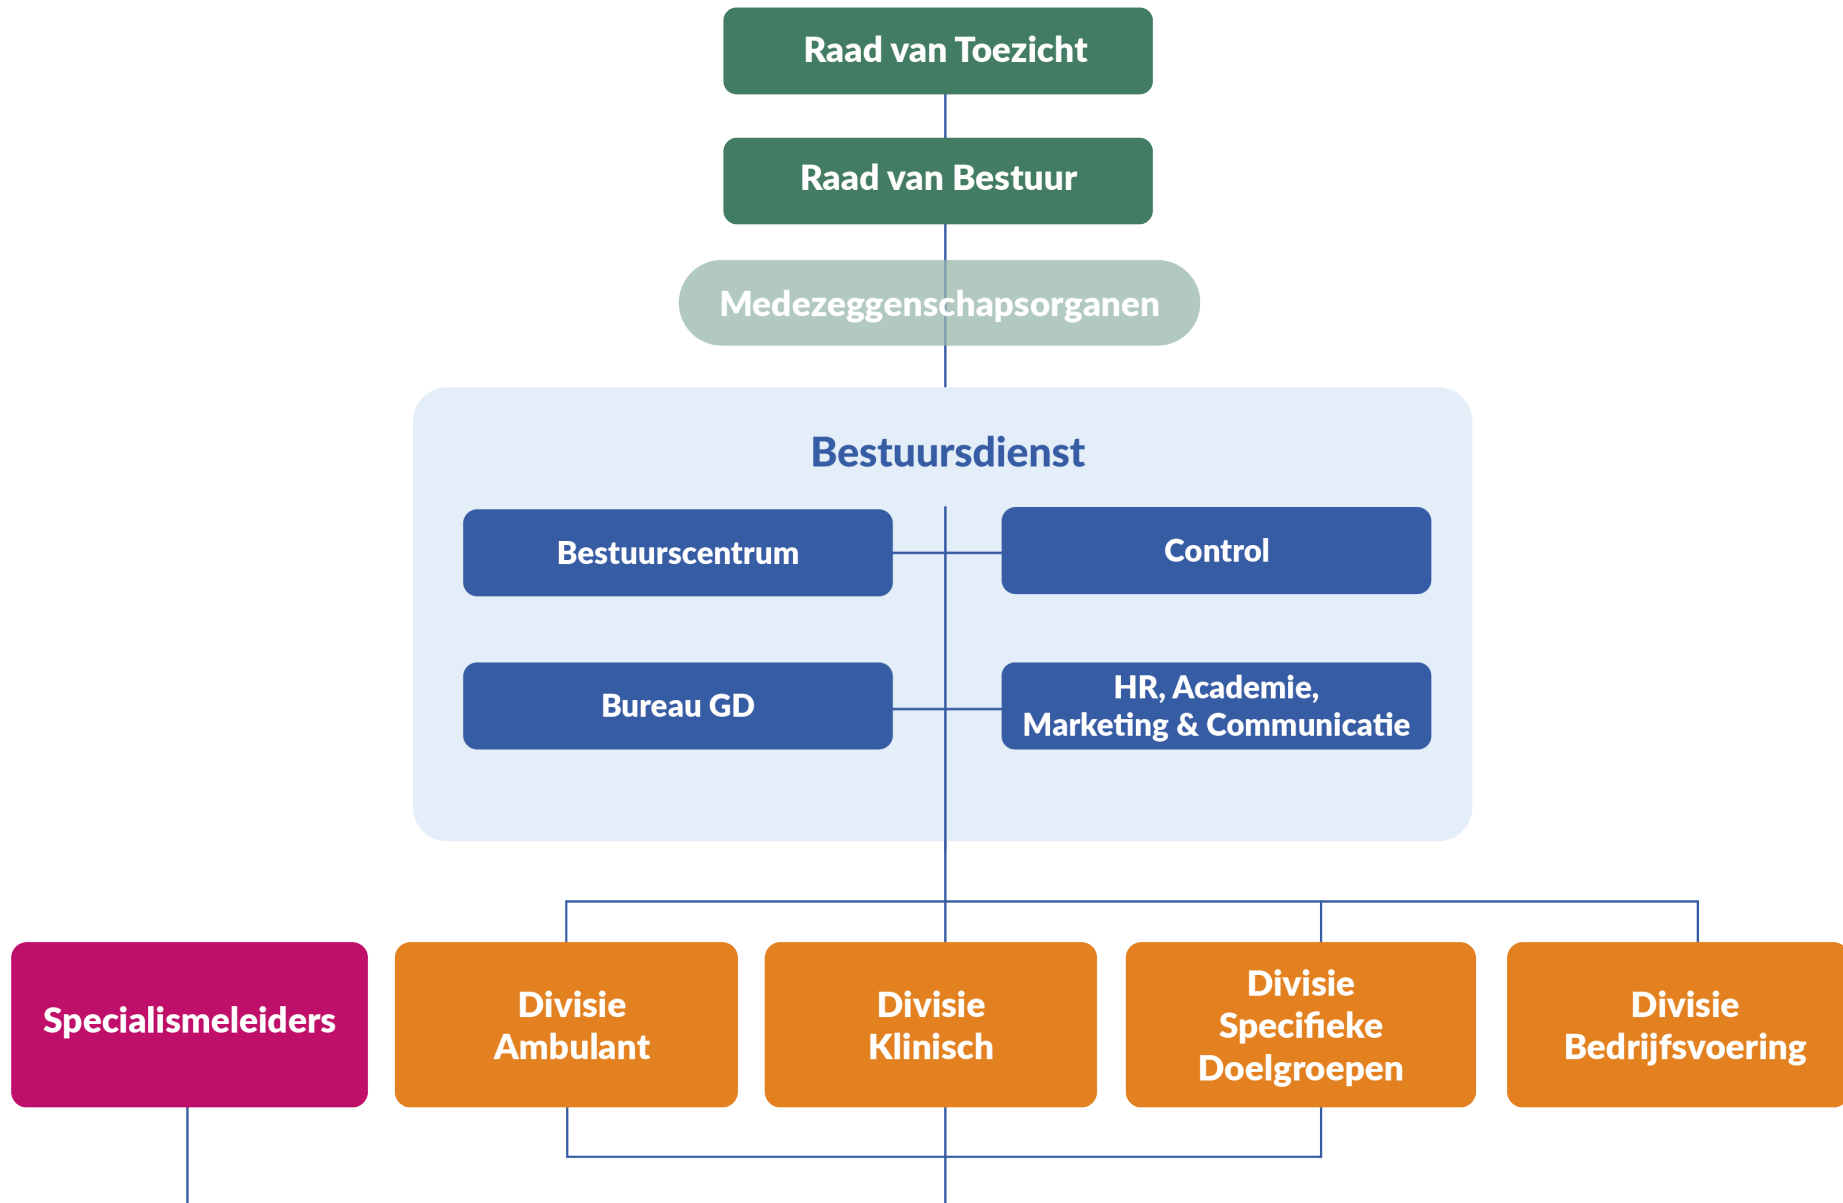 Raad van Toezicht
Raad van Bestuur
Medezeggenschapsorganen
Bestuursdienst
Bestuurscentrum
Control
Bureau GD
HR, Academie,
Marketing & Communicatie
Specialismeleiders
Divisie
Ambulant
Divisie
Klinisch
Divisie
Specifieke
Doelgroepen
Divisie
Bedrijfsvoering